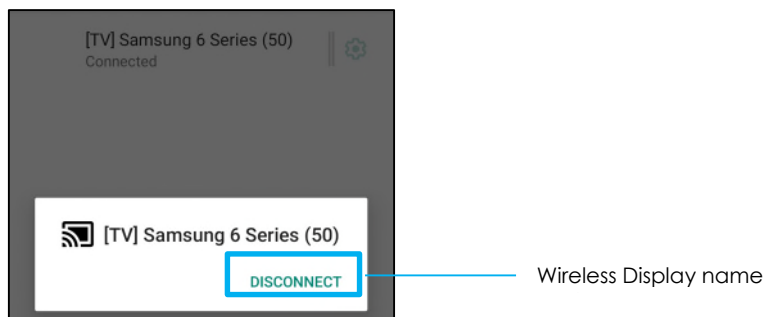 [TV] Samsung 6 Series (50)
Connected
[TV] Samsung 6 Series (50)
DISCONNECT
Wireless Display name